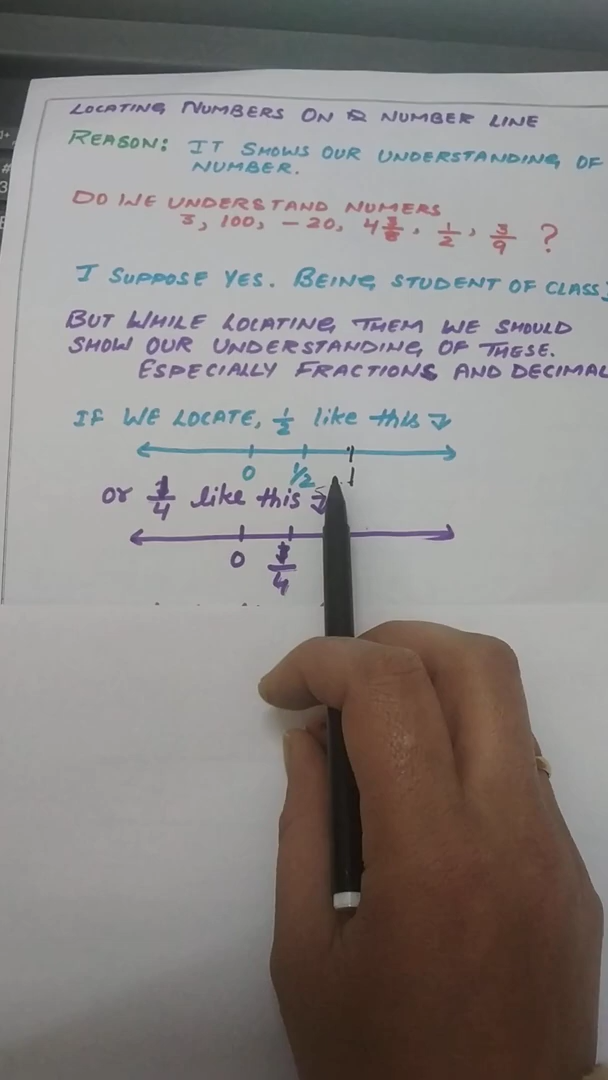 LOCATING NUMBERS ON A NUMBER LINE
REASON: IT SHOWS OUR UNDERSTANDING OF
NUMBER.
DO WE UNDERSTAND NUMERS
3, 100, -20, 4 3/8, 1/2, 3/9 ?
I SUPPOSE YES. BEING STUDENT OF CLASS
BUT WHILE LOCATING THEM WE SHOULD
SHOW OUR UNDERSTANDING OF THESE.
ESPECIALLY FRACTIONS AND DECIMAL
IF WE LOCATE, 1/2 like this
0 1/2 1
or 1/4 like this
0 1/4